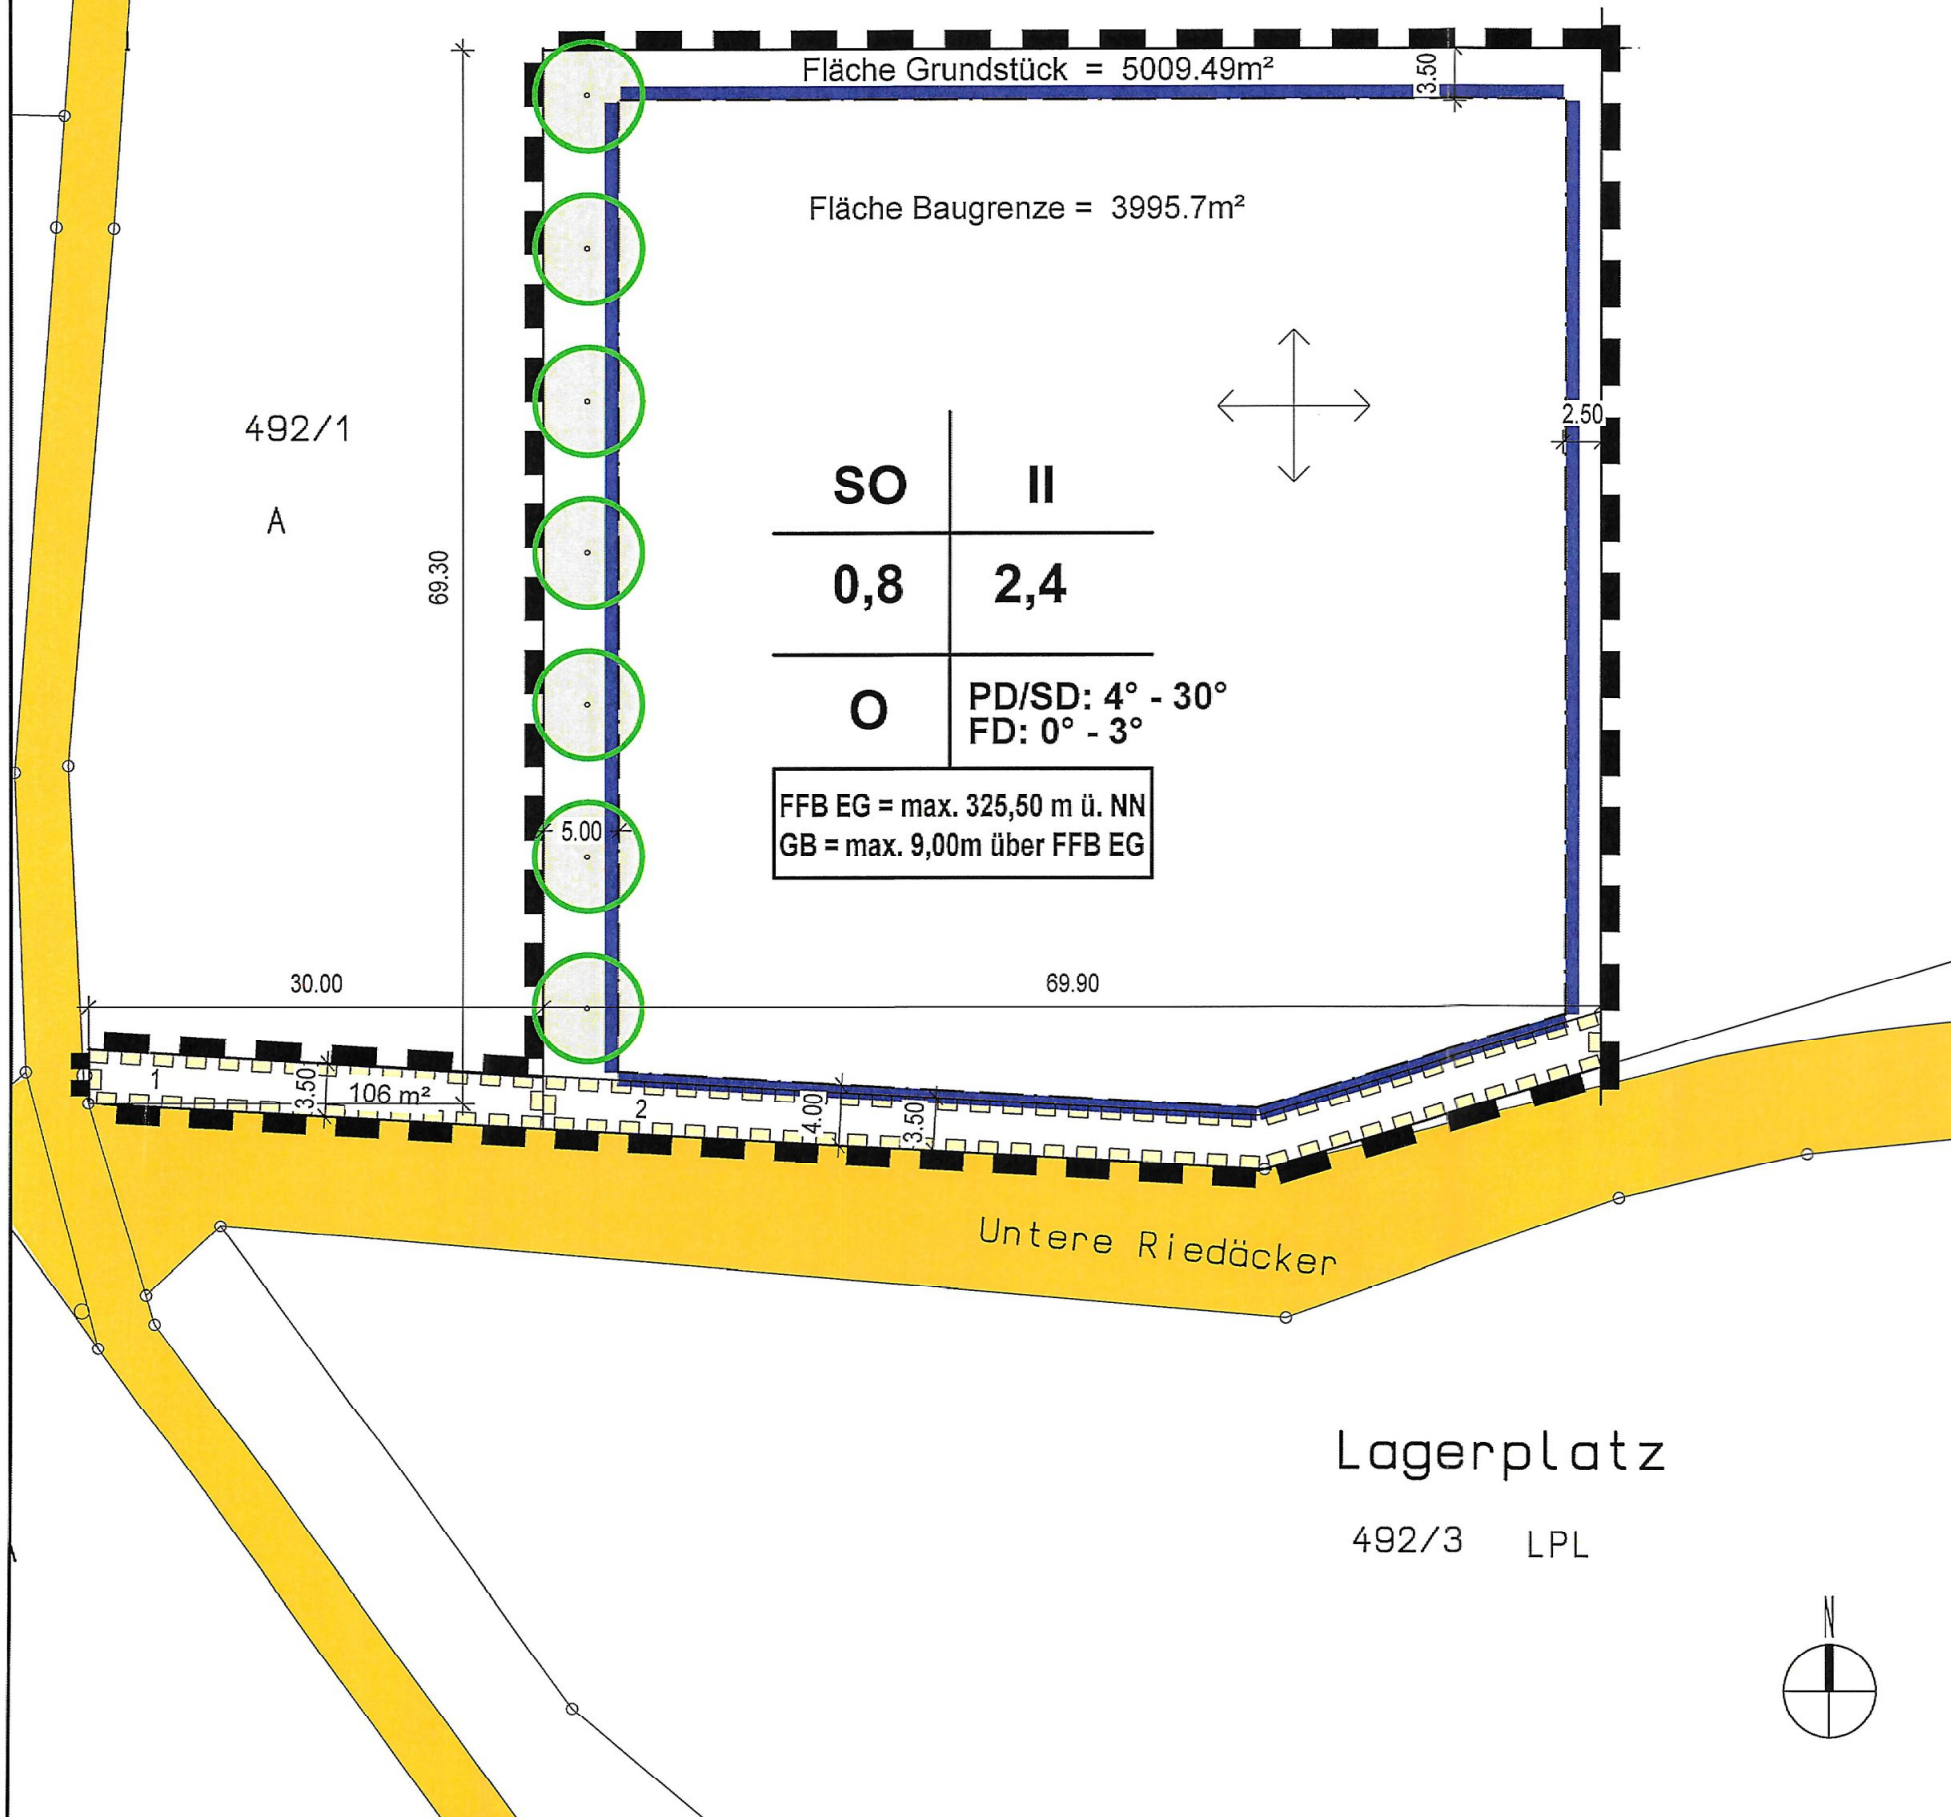 Fläche Grundstück = 5009.49m²
3.50
Fläche Baugrenze = 3995.7m²
492/1
2.50
A
SO II
69.30
0,8 2,4
O PD/SD: 4° - 30°
FD: 0° - 3°
FFB EG = max. 325,50 m ü. NN
GB = max. 9,00m über FFB EG
5.00
30.00
69.90
1
3.50
106 m²
2
4.00
3.50
Untere Riedäcker
Lagerplatz
492/3 LPL
N